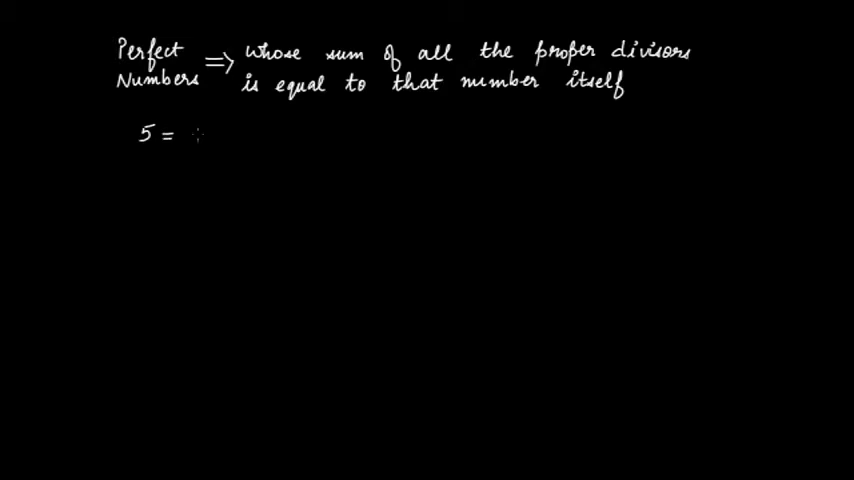 Perfect Numbers => whose sum of all the proper divisors
is equal to that number itself
5 =